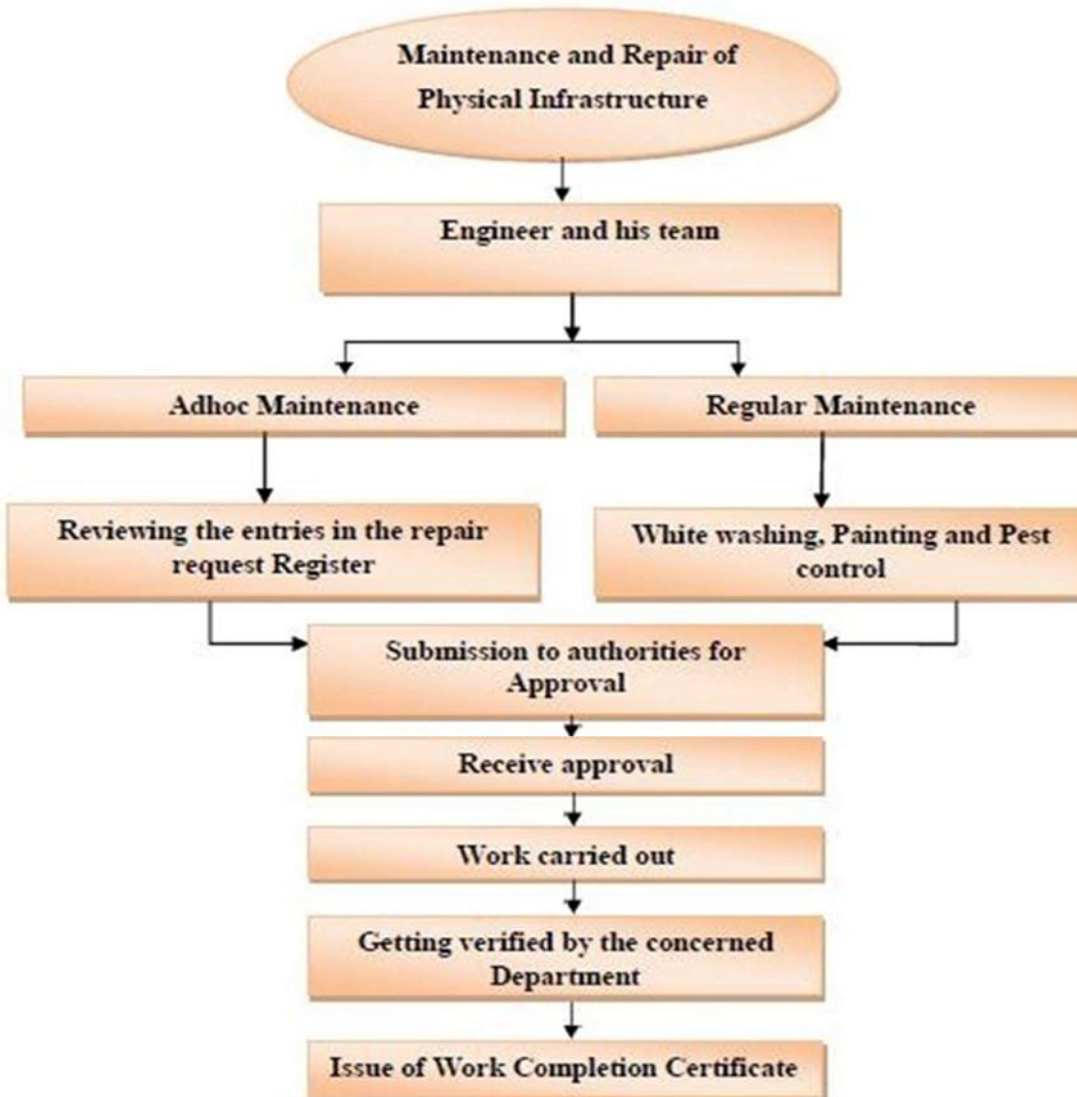 Maintenance and Repair of
Physical Infrastructure
Engineer and his team
Adhoc Maintenance
Regular Maintenance
Reviewing the entries in the repair
request Register
White washing, Painting and Pest
control
Submission to authorities for
Approval
Receive approval
Work carried out
Getting verified by the concerned
Department
Issue of Work Completion Certificate